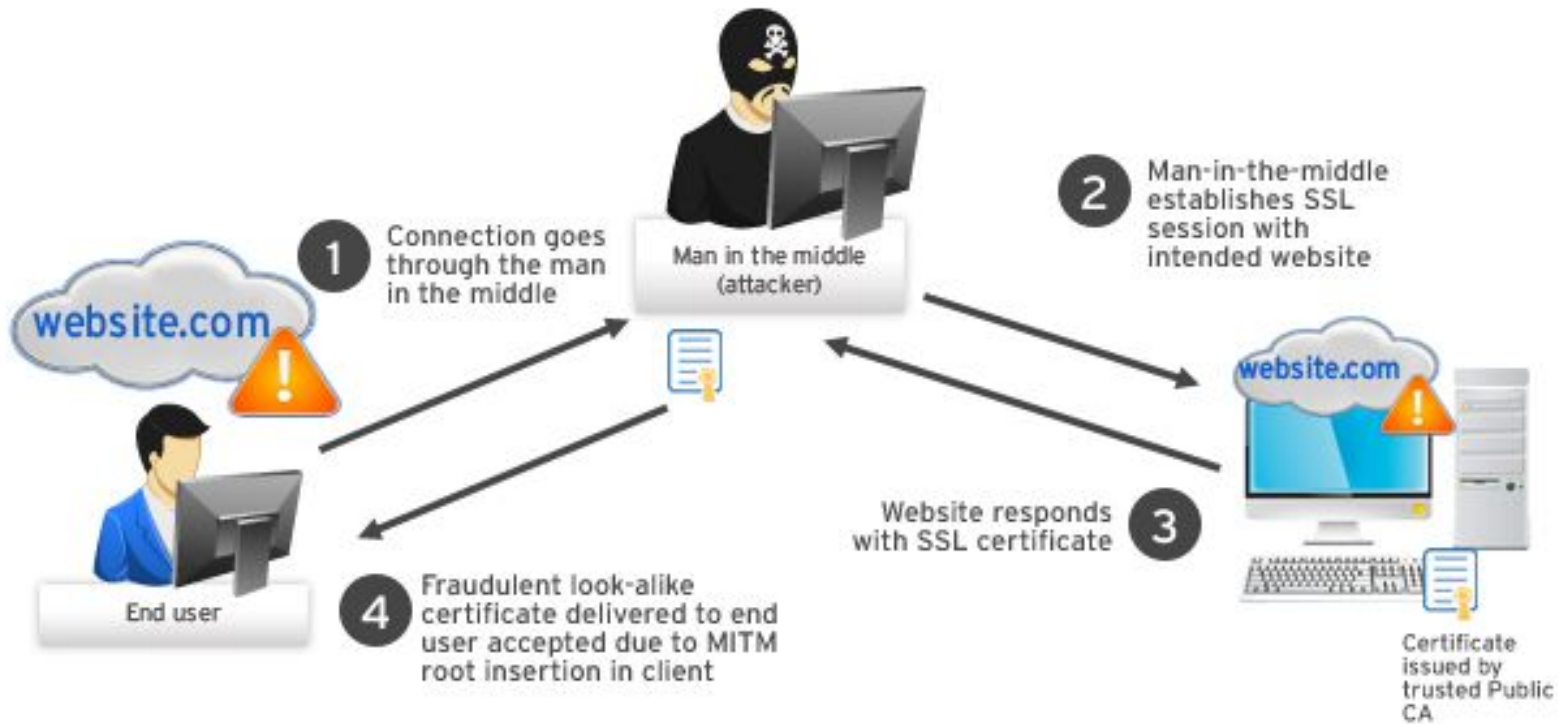 website.com
1
Connection goes
through the man
in the middle
Man in the middle
(attacker)
2
Man-in-the-middle
establishes SSL
session with
intended website
website.com
Website responds
with SSL certificate
3
End user
4
Fraudulent look-alike
certificate delivered to end
user accepted due to MITM
root insertion in client
Certificate
issued by
trusted Public
CA